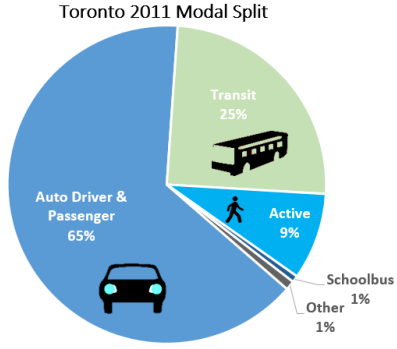 Toronto 2011 Modal Split
Transit
25%
Auto Driver &
Passenger
65%
Active
9%
Schoolbus
1%
Other
1%